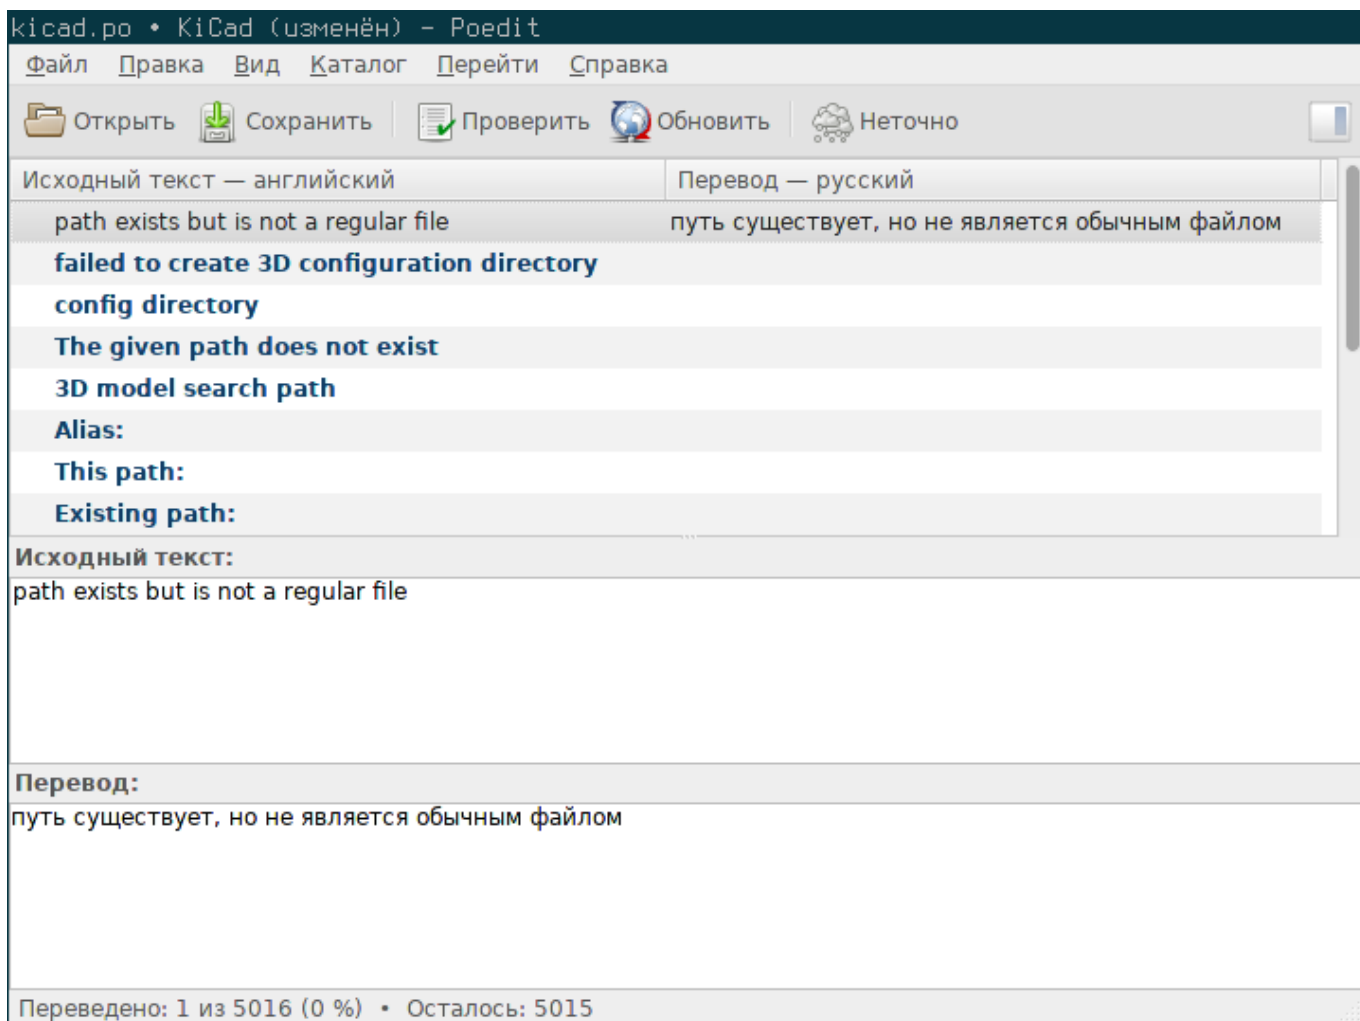 kicad.po • KiCad (изменён) – Poedit
Файл Правка Вид Каталог Перейти Справка
Открыть Сохранить Проверить Обновить Неточно
Исходный текст — английский Перевод — русский
path exists but is not a regular file путь существует, но не является обычным файлом
failed to create 3D configuration directory
config directory
The given path does not exist
3D model search path
Alias:
This path:
Existing path:
Исходный текст:
path exists but is not a regular file
Перевод:
путь существует, но не является обычным файлом
Переведено: 1 из 5016 (0 %) • Осталось: 5015